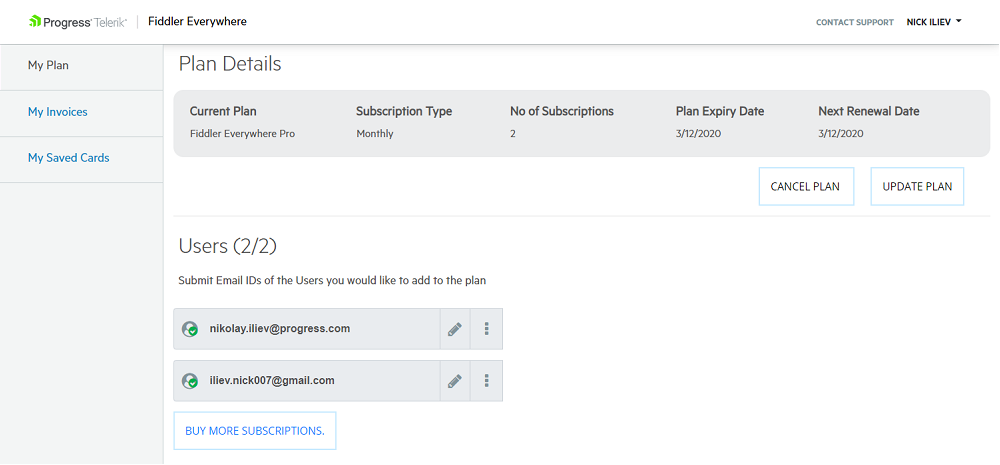 Progress Telerik Fiddler Everywhere CONTACT SUPPORT NICK ILIEV
My Plan
My Invoices
My Saved Cards
Plan Details
Current Plan Subscription Type No of Subscriptions Plan Expiry Date Next Renewal Date
Fiddler Everywhere Pro Monthly 2 3/12/2020 3/12/2020
CANCEL PLAN UPDATE PLAN
Users (2/2)
Submit Email IDs of the Users you would like to add to the plan
nikolay.iliev@progress.com
iliev.nick007@gmail.com
BUY MORE SUBSCRIPTIONS.